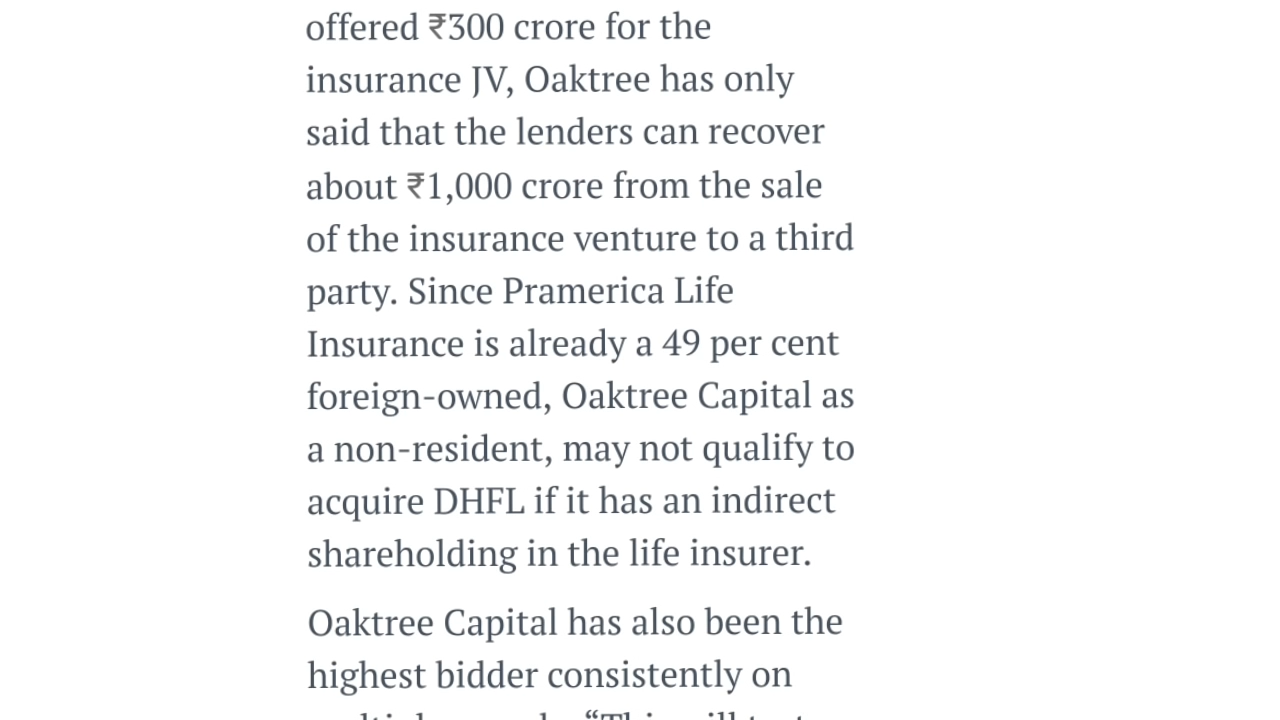 offered ₹300 crore for the
insurance JV, Oaktree has only
said that the lenders can recover
about ₹1,000 crore from the sale
of the insurance venture to a third
party. Since Pramerica Life
Insurance is already a 49 per cent
foreign-owned, Oaktree Capital as
a non-resident, may not qualify to
acquire DHFL if it has an indirect
shareholding in the life insurer.
Oaktree Capital has also been the
highest bidder consistently on